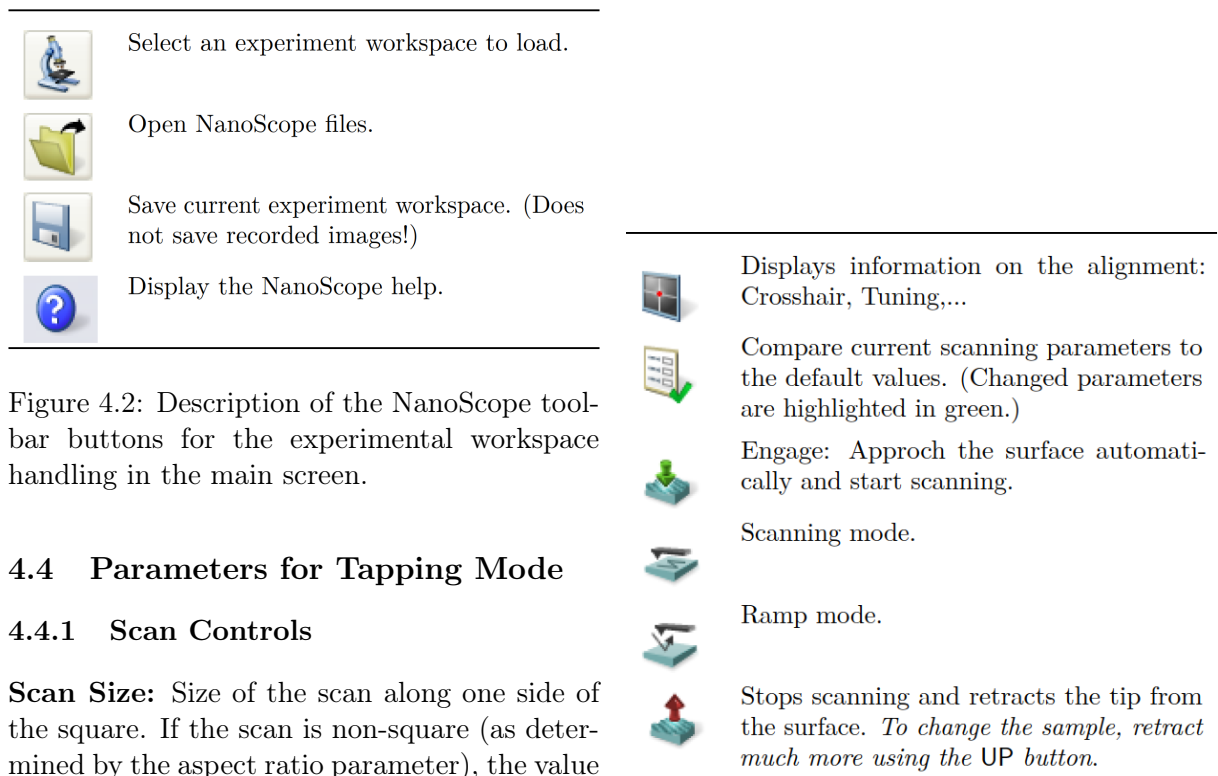 Select an experiment workspace to load.
Open NanoScope files.
Save current experiment workspace. (Does
not save recorded images!)
Display the NanoScope help.
Figure 4.2: Description of the NanoScope tool-
bar buttons for the experimental workspace
handling in the main screen.
4.4 Parameters for Tapping Mode
4.4.1 Scan Controls
Scan Size: Size of the scan along one side of
the square. If the scan is non-square (as deter-
mined by the aspect ratio parameter), the value
Displays information on the alignment:
Crosshair, Tuning,...
Compare current scanning parameters to
the default values. (Changed parameters
are highlighted in green.)
Engage: Approch the surface automati-
cally and start scanning.
Scanning mode.
Ramp mode.
Stops scanning and retracts the tip from
the surface. To change the sample, retract
much more using the UP button.